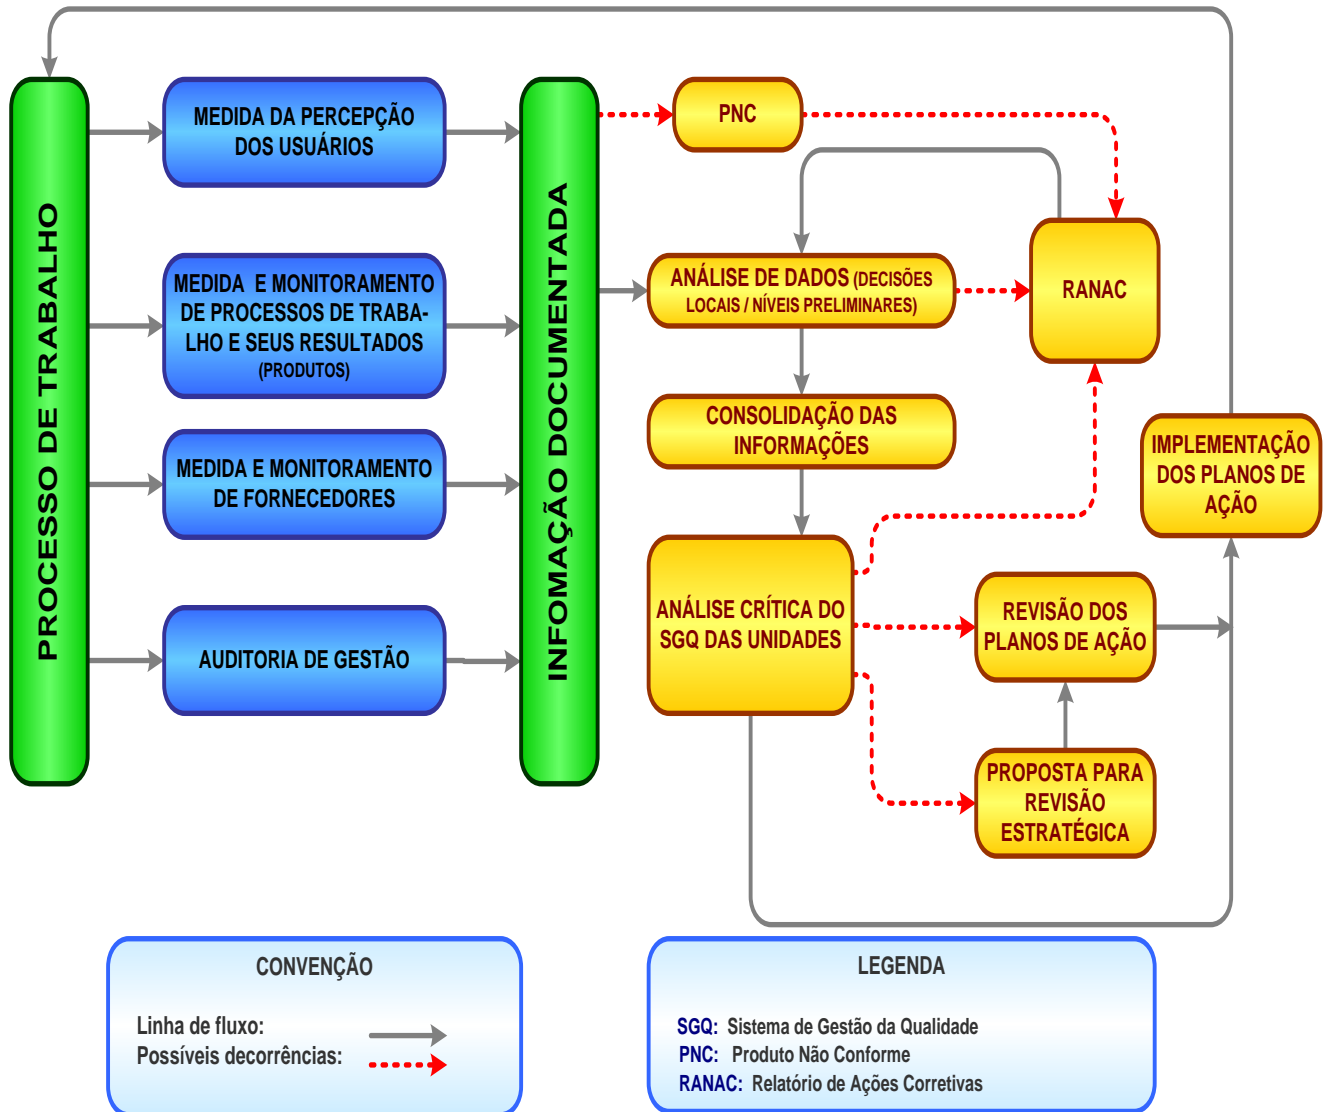 PROCESSO DE TRABALHO
MEDIDA DA PERCEPÇÃO
DOS USUÁRIOS
MEDIDA E MONITORAMENTO
DE PROCESSOS DE TRABA-
LHO E SEUS RESULTADOS
(PRODUTOS)
MEDIDA E MONITORAMENTO
DE FORNECEDORES
AUDITORIA DE GESTÃO
INFOMAÇÃO DOCUMENTADA
PNC
ANÁLISE DE DADOS (DECISÕES
LOCAIS / NÍVEIS PRELIMINARES)
RANAC
CONSOLIDAÇÃO DAS
INFORMAÇÕES
IMPLEMENTAÇÃO
DOS PLANOS DE
AÇÃO
ANÁLISE CRÍTICA DO
SGQ DAS UNIDADES
REVISÃO DOS
PLANOS DE AÇÃO
PROPOSTA PARA
REVISÃO
ESTRATÉGICA
CONVENÇÃO
Linha de fluxo:
Possíveis decorrências:
LEGENDA
SGQ: Sistema de Gestão da Qualidade
PNC: Produto Não Conforme
RANAC: Relatório de Ações Corretivas